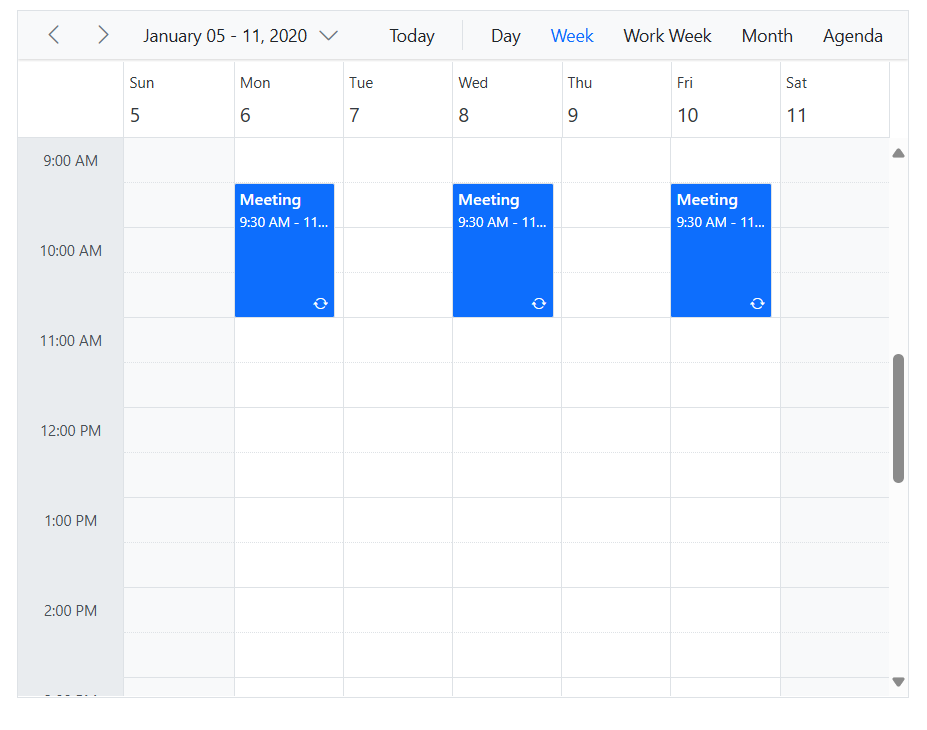 January 05 - 11, 2020 Today Day Week Work Week Month Agenda
Sun Mon Tue Wed Thu Fri Sat
5 6 7 8 9 10 11
9:00 AM
Meeting Meeting Meeting
9:30 AM - 11... 9:30 AM - 11... 9:30 AM - 11...
10:00 AM
11:00 AM
12:00 PM
1:00 PM
2:00 PM